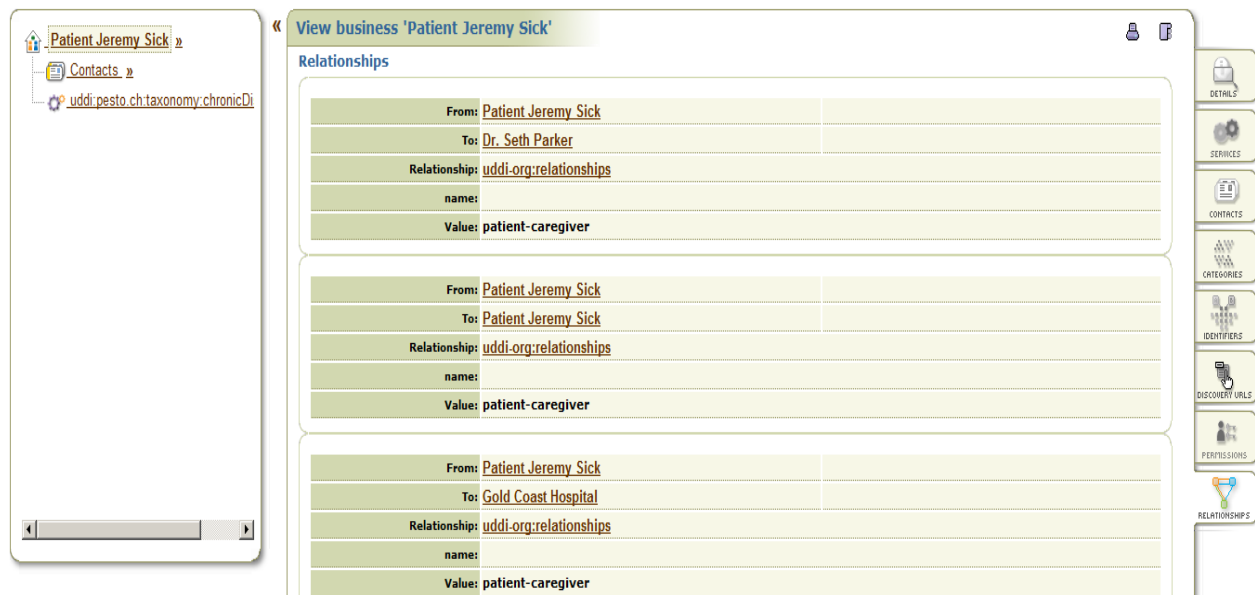 Patient Jeremy Sick »
Contacts »
uddi:pesto.ch:taxonomy:chronicDi
«
View business 'Patient Jeremy Sick'
Relationships
From: Patient Jeremy Sick
To: Dr. Seth Parker
Relationship: uddi-org:relationships
name:
Value: patient-caregiver
From: Patient Jeremy Sick
To: Patient Jeremy Sick
Relationship: uddi-org:relationships
name:
Value: patient-caregiver
From: Patient Jeremy Sick
To: Gold Coast Hospital
Relationship: uddi-org:relationships
name:
Value: patient-caregiver
DETAILS
SERVICES
CONTACTS
CATEGORIES
IDENTIFIERS
DISCOVERY URLS
PERMISSIONS
RELATIONSHIPS